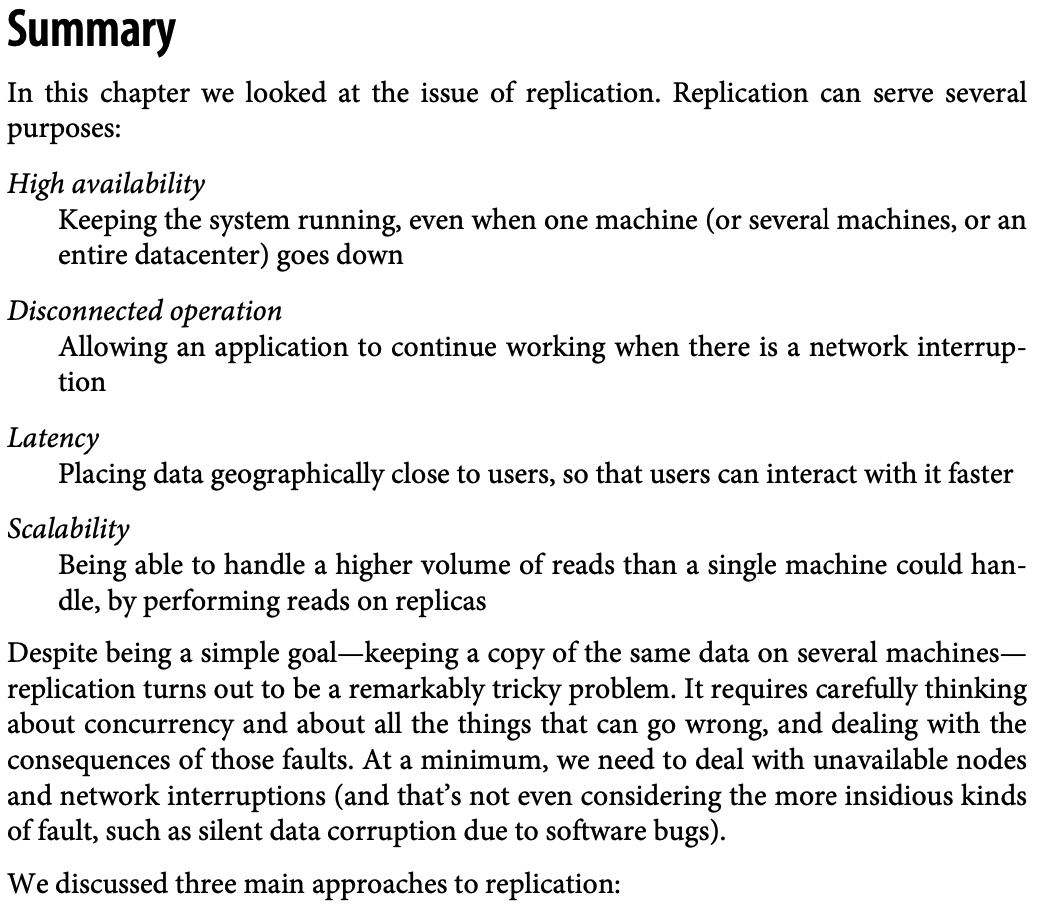 Summary
In this chapter we looked at the issue of replication. Replication can serve several
purposes:
High availability
Keeping the system running, even when one machine (or several machines, or an
entire datacenter) goes down
Disconnected operation
Allowing an application to continue working when there is a network interrup-
tion
Latency
Placing data geographically close to users, so that users can interact with it faster
Scalability
Being able to handle a higher volume of reads than a single machine could han-
dle, by performing reads on replicas
Despite being a simple goal—keeping a copy of the same data on several machines—
replication turns out to be a remarkably tricky problem. It requires carefully thinking
about concurrency and about all the things that can go wrong, and dealing with the
consequences of those faults. At a minimum, we need to deal with unavailable nodes
and network interruptions (and that’s not even considering the more insidious kinds
of fault, such as silent data corruption due to software bugs).
We discussed three main approaches to replication: